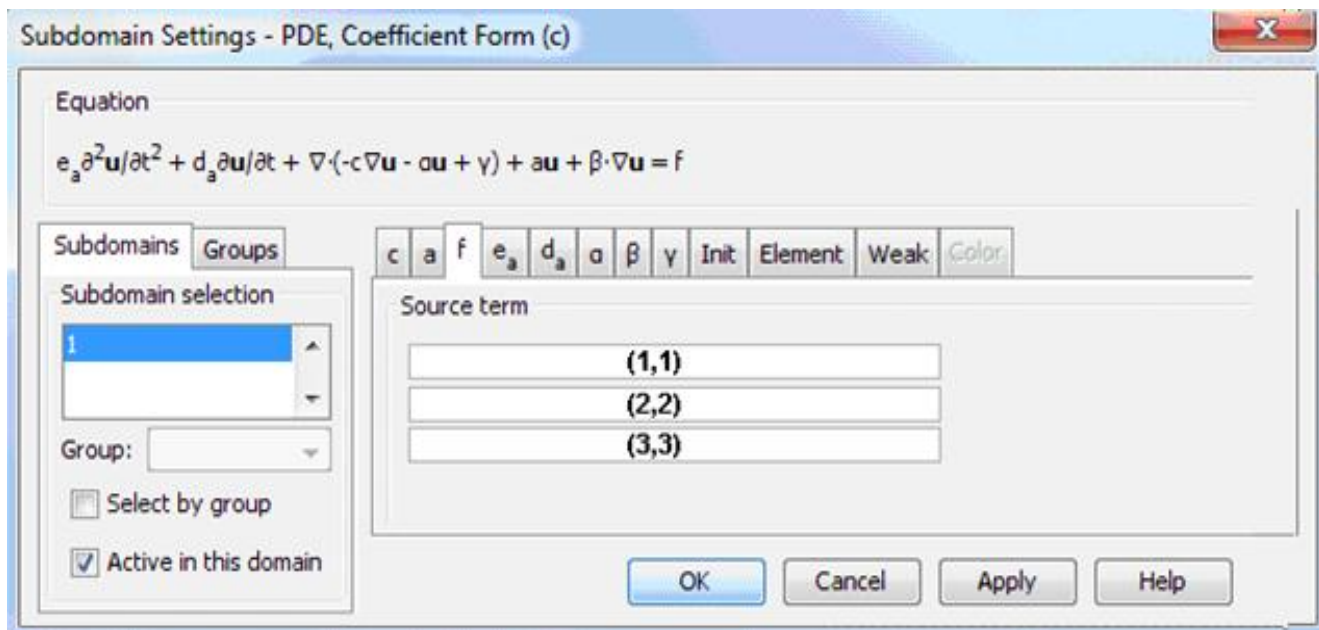 Subdomain Settings - PDE, Coefficient Form (c)
x
Equation
eₐ∂²u/∂t² + dₐ∂u/∂t + ∇·(-c∇u - αu + γ) + au + β·∇u = f
Subdomains Groups
c a f eₐ dₐ α β γ Init Element Weak Color
Subdomain selection
1
Source term
(1,1)
(2,2)
(3,3)
Group:
Select by group
Active in this domain
OK Cancel Apply Help